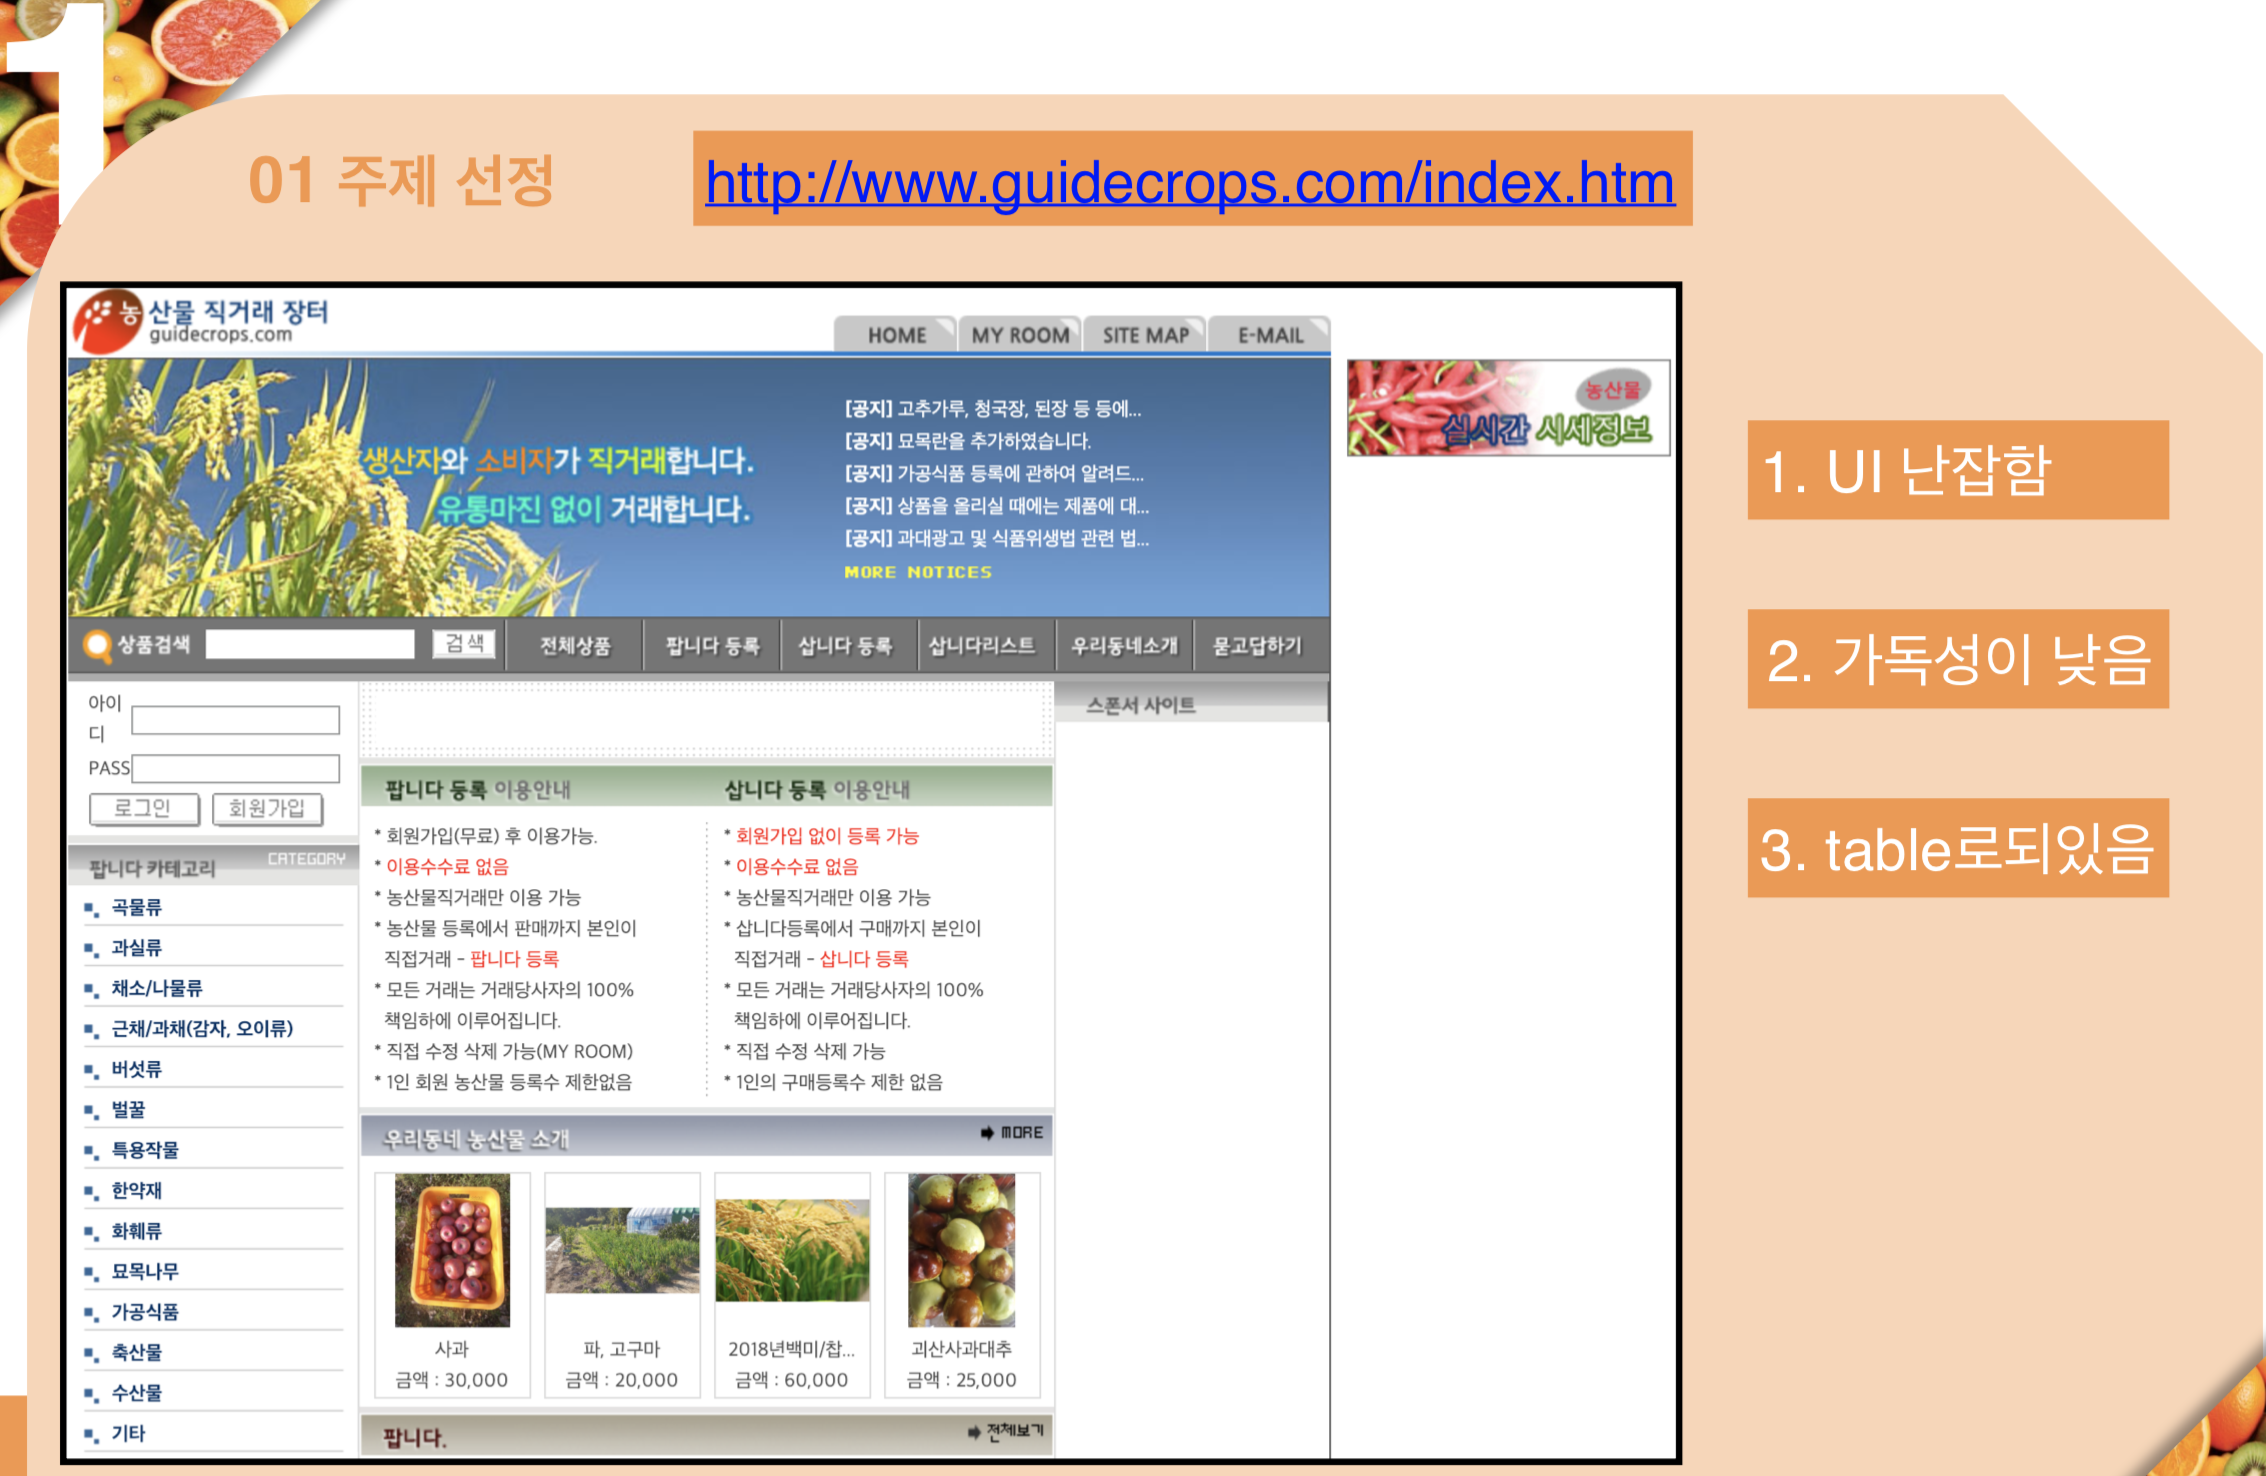 1
01 주제 선정
http://www.guidecrops.com/index.htm
농산물 직거래 장터
guidecrops.com
HOME MY ROOM SITE MAP E-MAIL
생산자와 소비자가 직거래합니다.
유통마진 없이 거래합니다.
[공지] 고추가루, 청국장, 된장 등 등에...
[공지] 묘목란을 추가하였습니다.
[공지] 가공식품 등록에 관하여 알려드...
[공지] 상품을 올리실 때에는 제품에 대...
[공지] 과대광고 및 식품위생법 관련 법...
MORE NOTICES
농산물
실시간 시세정보
상품검색 검색 전체상품 팝니다 등록 삽니다 등록 삽니다리스트 우리동네소개 묻고답하기
아이
디
PASS
로그인 회원가입
팝니다 카테고리 CATEGORY
곡물류
과실류
채소/나물류
근채/과채(감자, 오이류)
버섯류
벌꿀
특용작물
한약재
화훼류
묘목나무
가공식품
축산물
수산물
기타
팝니다 등록 이용안내
* 회원가입(무료) 후 이용가능.
* 이용수수료 없음
* 농산물직거래만 이용 가능
* 농산물 등록에서 판매까지 본인이
직접거래 - 팝니다 등록
* 모든 거래는 거래당사자의 100%
책임하에 이루어집니다.
* 직접 수정 삭제 가능(MY ROOM)
* 1인 회원 농산물 등록수 제한없음
삽니다 등록 이용안내
* 회원가입 없이 등록 가능
* 이용수수료 없음
* 농산물직거래만 이용 가능
* 삽니다등록에서 구매까지 본인이
직접거래 - 삽니다 등록
* 모든 거래는 거래당사자의 100%
책임하에 이루어집니다.
* 직접 수정 삭제 가능
* 1인의 구매등록수 제한 없음
스폰서 사이트
우리동네 농산물 소개 MORE
사과
금액 : 30,000
파, 고구마
금액 : 20,000
2018년백미/찹...
금액 : 60,000
괴산사과대추
금액 : 25,000
팝니다. 전체보기
1. UI 난잡함
2. 가독성이 낮음
3. table로되있음